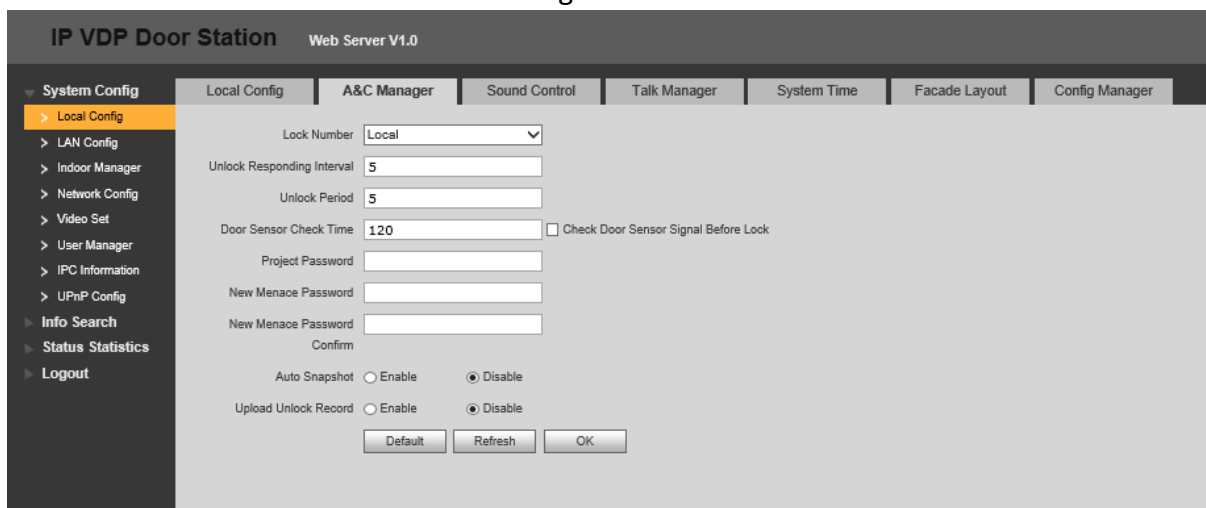 IP VDP Door Station Web Server V1.0
System Config
Local Config
LAN Config
Indoor Manager
Network Config
Video Set
User Manager
IPC Information
UPnP Config
Info Search
Status Statistics
Logout
Local Config A&C Manager Sound Control Talk Manager System Time Facade Layout Config Manager
Lock Number Local
Unlock Responding Interval 5
Unlock Period 5
Door Sensor Check Time 120 Check Door Sensor Signal Before Lock
Project Password
New Menace Password
New Menace Password
Confirm
Auto Snapshot Enable Disable
Upload Unlock Record Enable Disable
Default Refresh OK